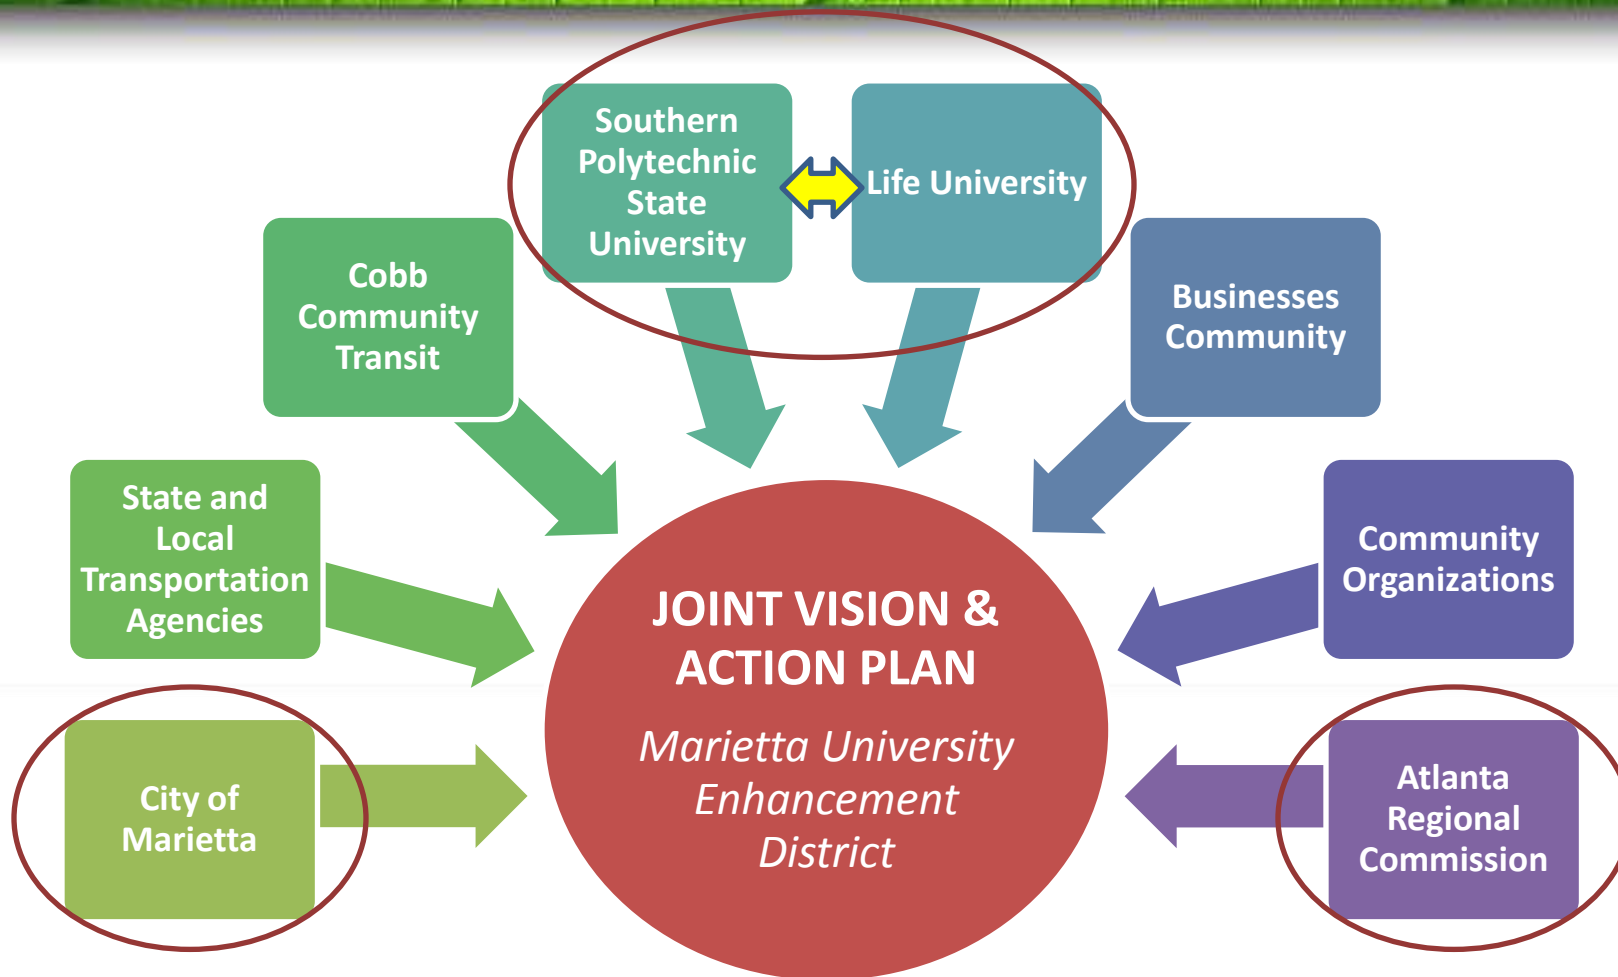 Southern
Polytechnic
State
University
Life University
Cobb
Community
Transit
Businesses
Community
State and
Local
Transportation
Agencies
Community
Organizations
City of
Marietta
Atlanta
Regional
Commission
JOINT VISION &
ACTION PLAN
Marietta University
Enhancement
District